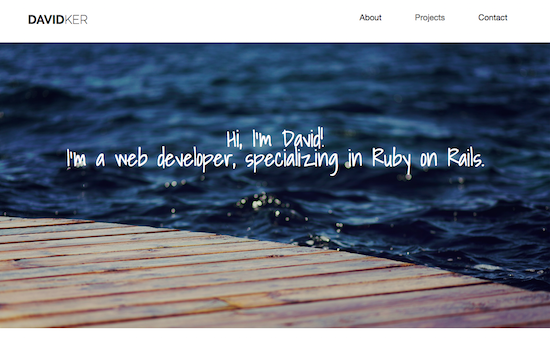 DAVIDKER
About
Projects
Contact
Hi, I'm David!
I'm a web developer, specializing in Ruby on Rails.